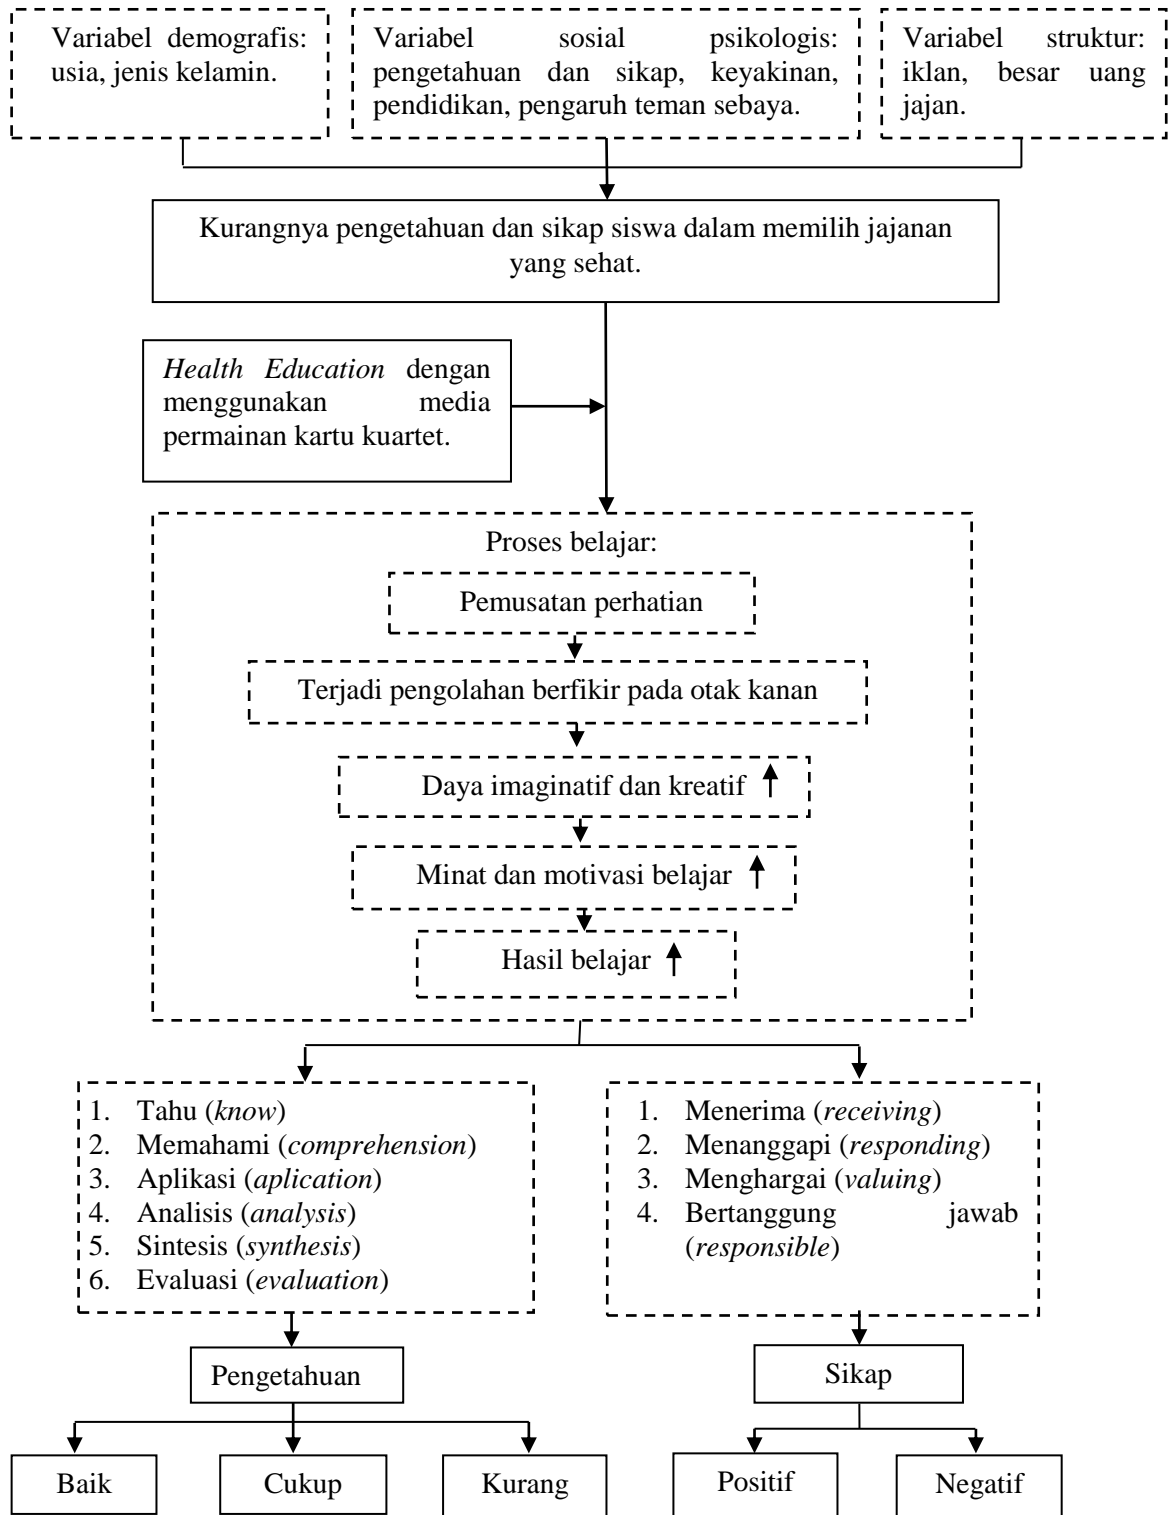 Variabel demografis:
usia, jenis kelamin.
Variabel sosial psikologis:
pengetahuan dan sikap, keyakinan,
pendidikan, pengaruh teman sebaya.
Variabel struktur:
iklan, besar uang
jajan.
Kurangnya pengetahuan dan sikap siswa dalam memilih jajanan
yang sehat.
Health Education dengan
menggunakan media
permainan kartu kuartet.
Proses belajar:
Pemusatan perhatian
Terjadi pengolahan berfikir pada otak kanan
Daya imaginatif dan kreatif ↑
Minat dan motivasi belajar ↑
Hasil belajar ↑
1. Tahu (know)
2. Memahami (comprehension)
3. Aplikasi (aplication)
4. Analisis (analysis)
5. Sintesis (synthesis)
6. Evaluasi (evaluation)
1. Menerima (receiving)
2. Menanggapi (responding)
3. Menghargai (valuing)
4. Bertanggung jawab
(responsible)
Pengetahuan
Sikap
Baik
Cukup
Kurang
Positif
Negatif